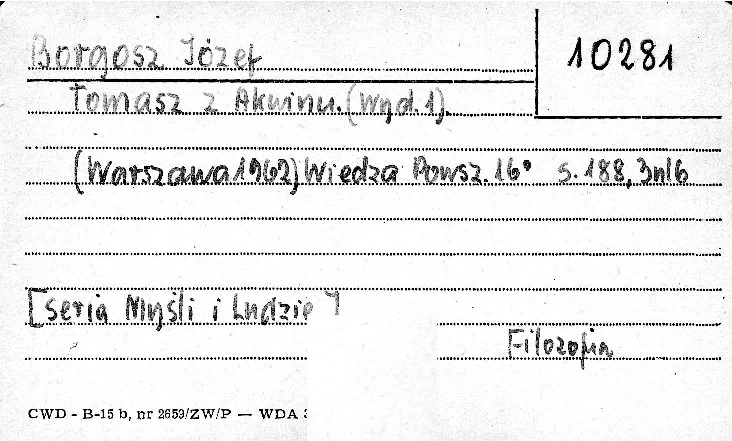 Borgosz Józef
10281
Tomasz z Akwinu. (Wyd. 1).
(Warszawa 1962) Wiedza Powsz. 16° s. 188, 3nlb
[Seria Myśli i Ludzie]
Filozofia
CWD - B-15 b, nr 2659/ZW/P — WDA